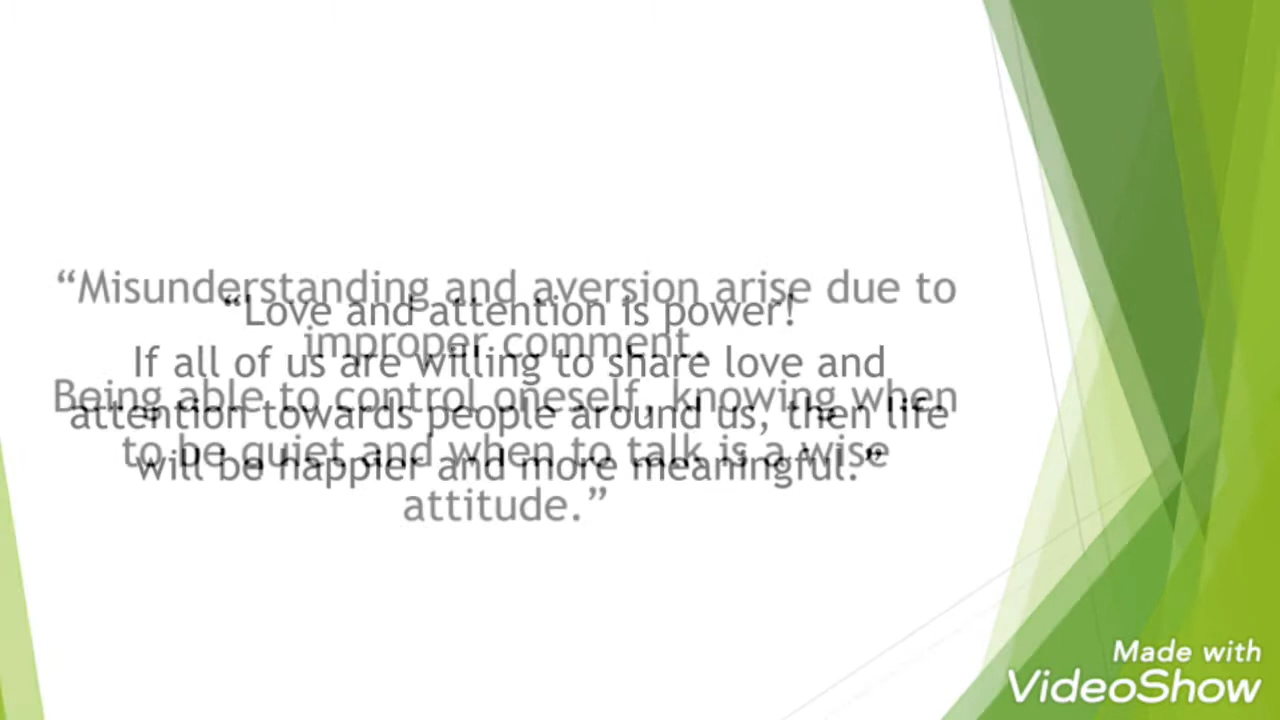 “Misunderstanding and aversion arise due to
improper comment.
Being able to control oneself, knowing when
to be quiet and when to talk is a wise
attitude.”
“Love and attention is power!
If all of us are willing to share love and
attention towards people around us, then life
will be happier and more meaningful.”
Made with
VideoShow